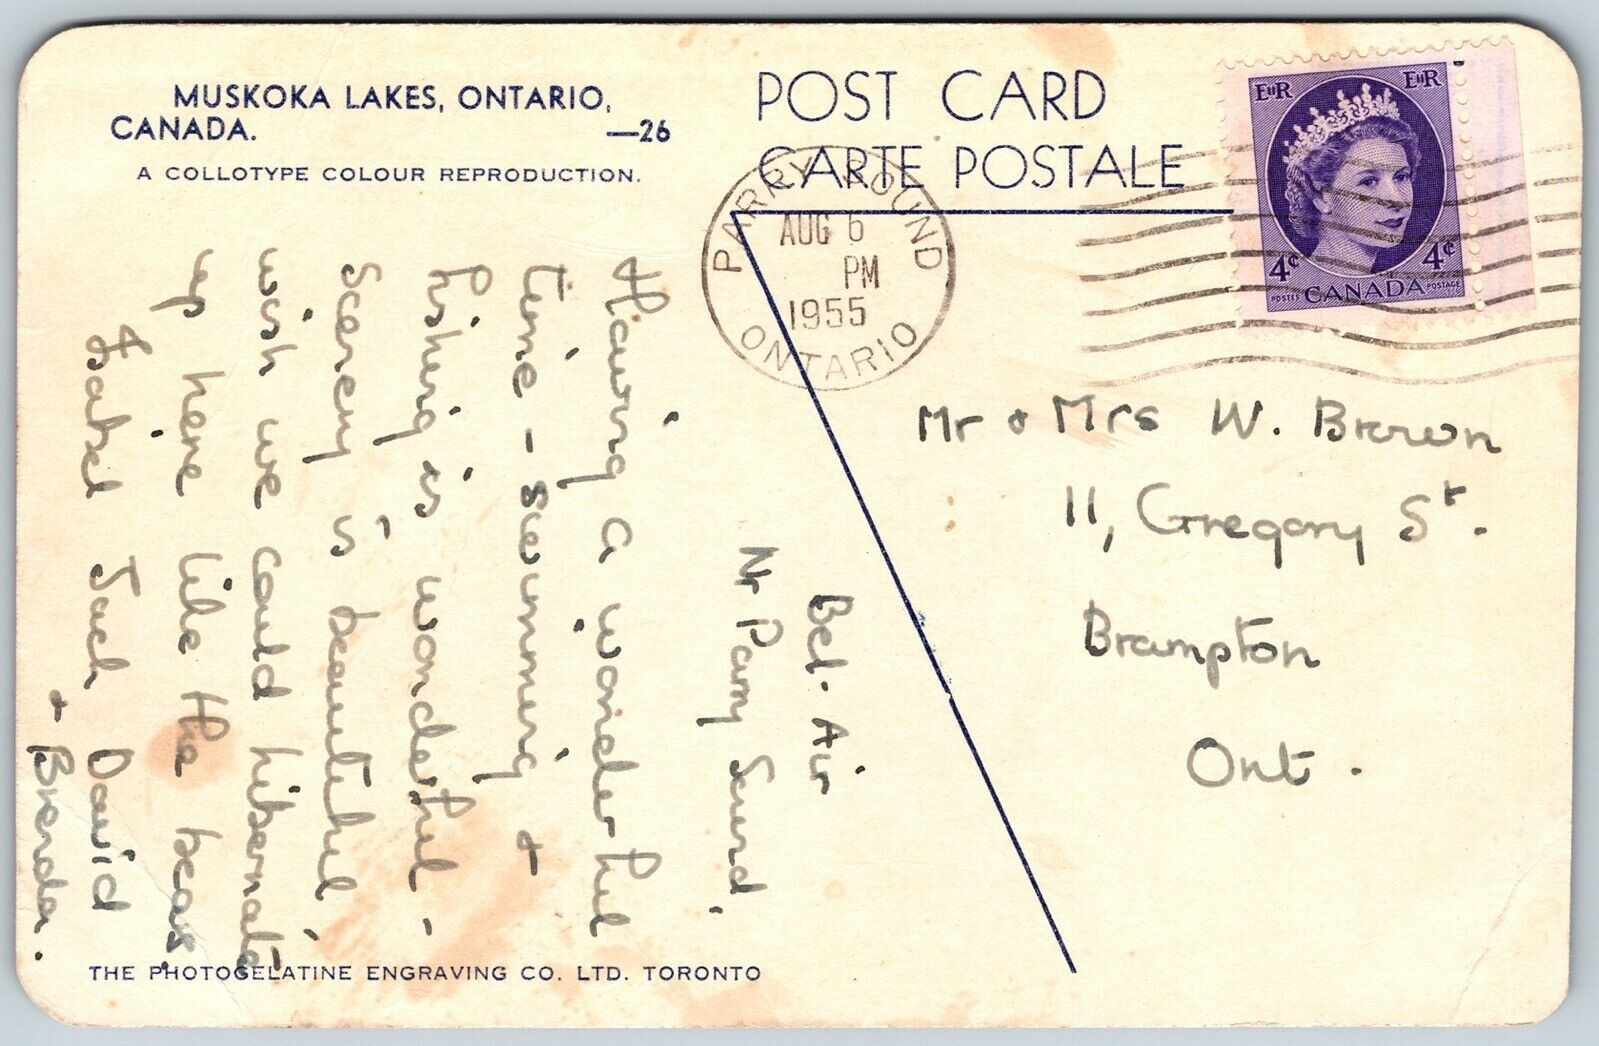 MUSKOKA LAKES, ONTARIO,
CANADA. —26
A COLLOTYPE COLOUR REPRODUCTION.
POST CARD
CARTE POSTALE
PARRY SOUND
AUG 6
PM
1955
ONTARIO
EIIR EIIR
4¢ 4¢
POSTES CANADA POSTAGE
Bel. Air
Nr Parry Sound,
Having a wonderful
time - swimming &
fishing is wonderful -
Scenery is beautiful,
wish we could hibernate
up here like the bears.
Isabel Jack David
& Brenda.
Mr & Mrs W. Brown
11, Gregory St.
Brampton
Ont.
THE PHOTOGELATINE ENGRAVING CO. LTD. TORONTO